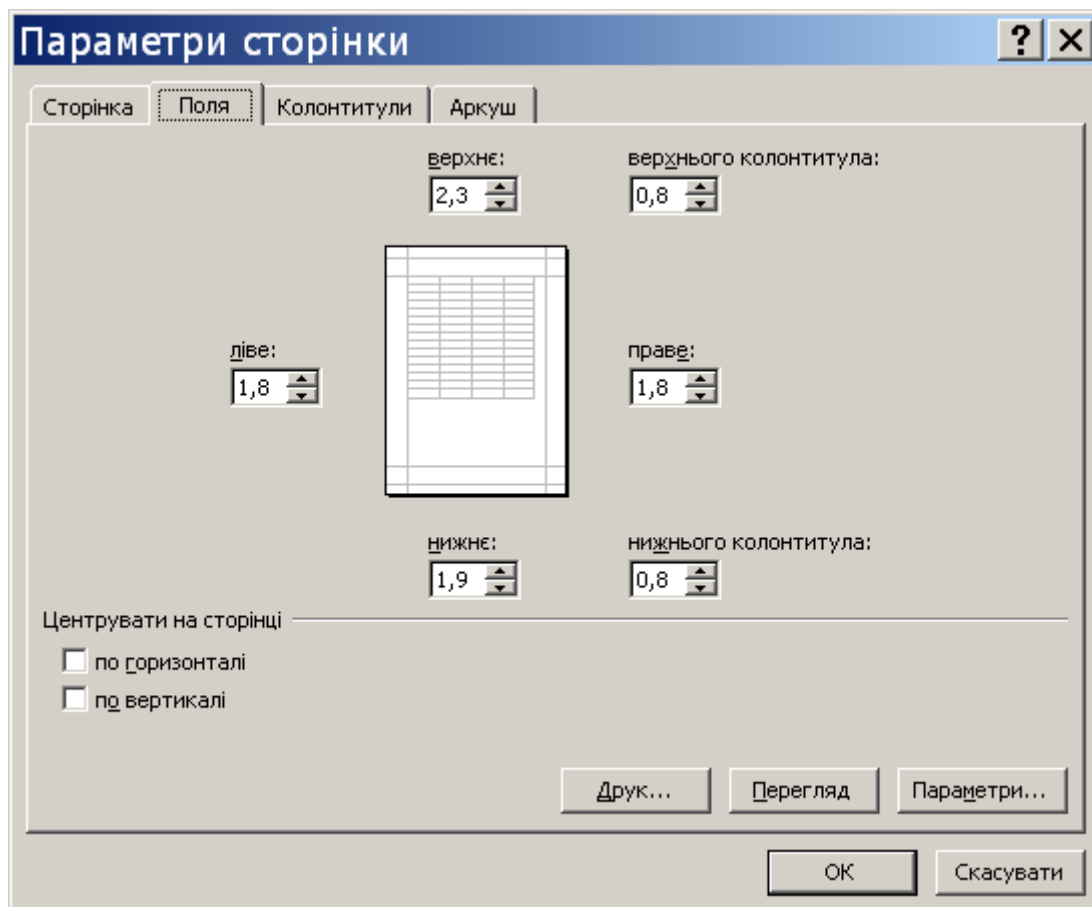 Параметри сторінки
Сторінка Поля Колонтитули Аркуш
верхнє: верхнього колонтитула:
2,3 0,8
ліве: праве:
1,8 1,8
нижнє: нижнього колонтитула:
1,9 0,8
Центрувати на сторінці
по горизонталі
по вертикалі
Друк... Перегляд Параметри...
ОК Скасувати